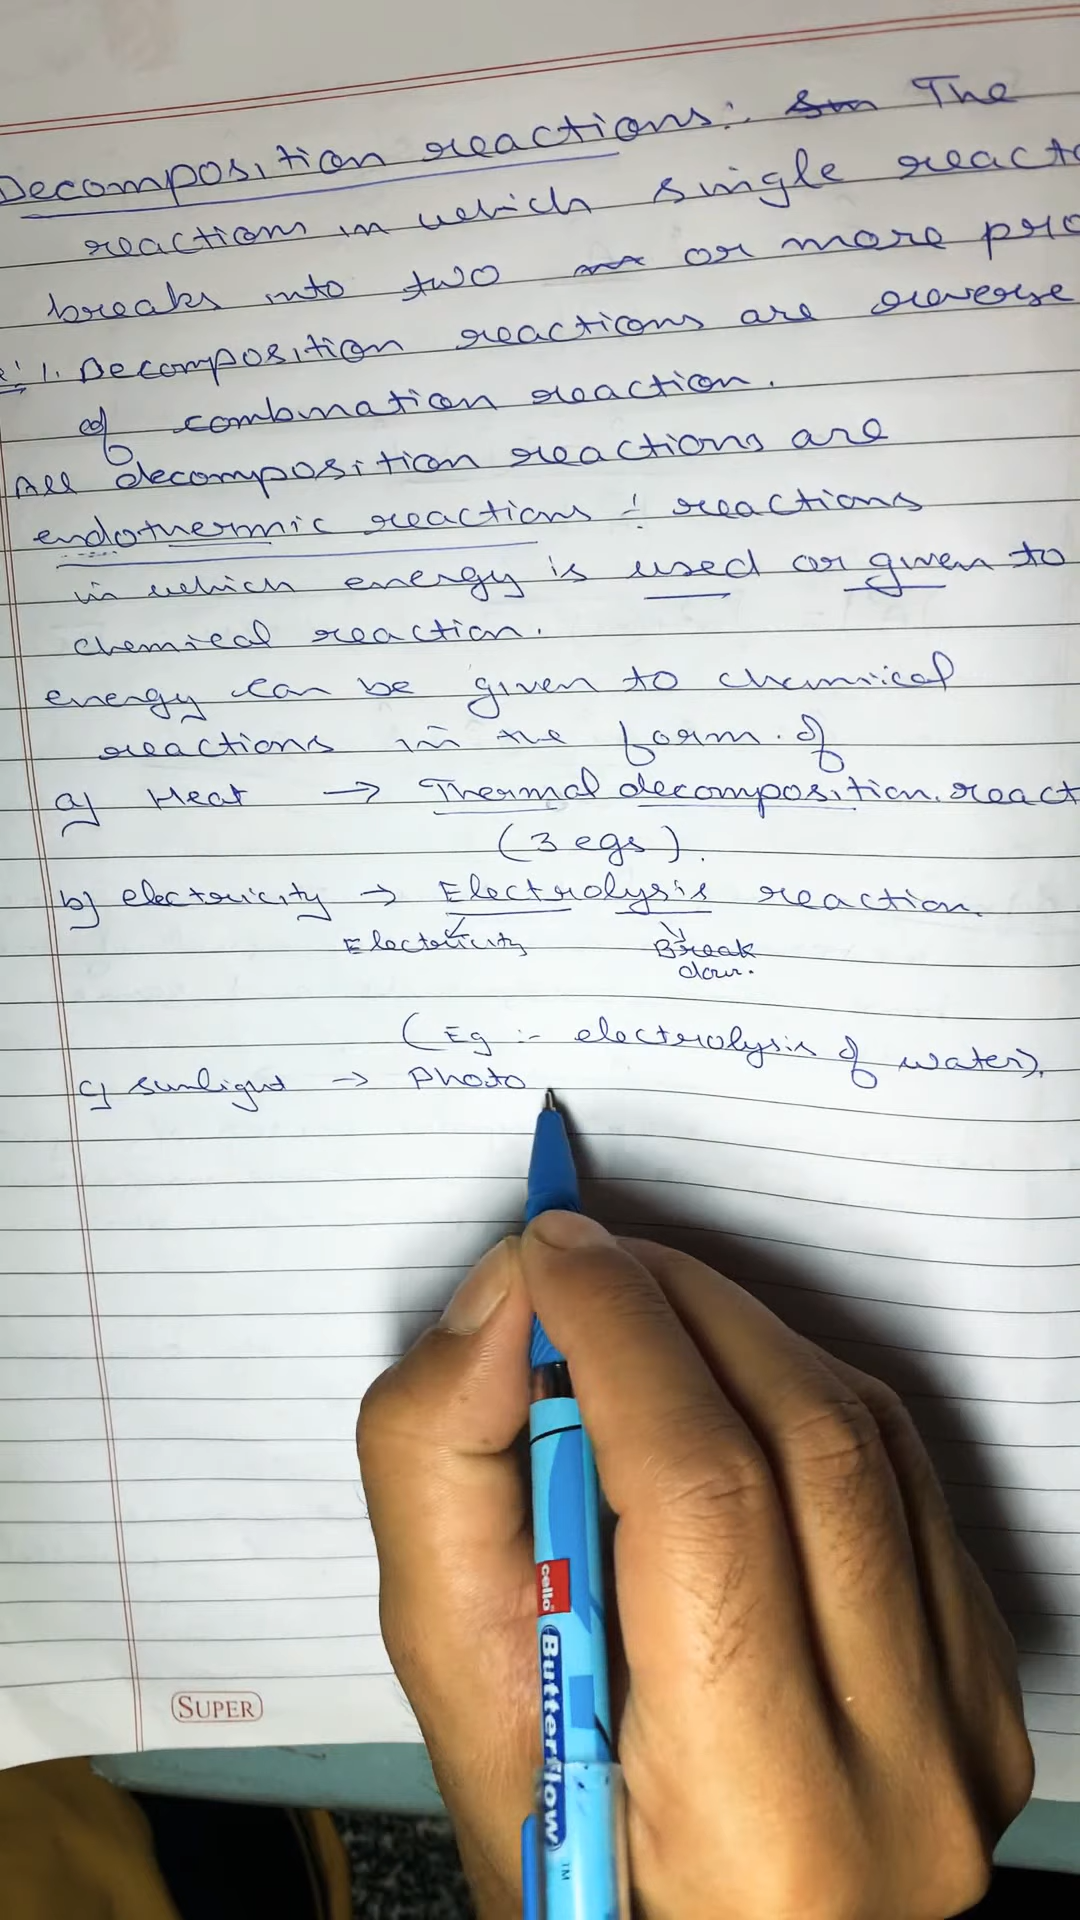 Decomposition reactions: The
reactions in which single reacta
breaks into two or more pro
1. Decomposition reactions are reverse
of combination reaction.
All decomposition reactions are
endothermic reactions : reactions
in which energy is used or given to
chemical reaction.
energy can be given to chemical
reactions in the form of
a) Heat → Thermal decomposition react
(3 egs).
b) electricity → Electrolysis reaction.
Electricity Break
down.
(Eg :- electrolysis of water).
c) sunlight → Photo
SUPER
cello
Butterflow TM